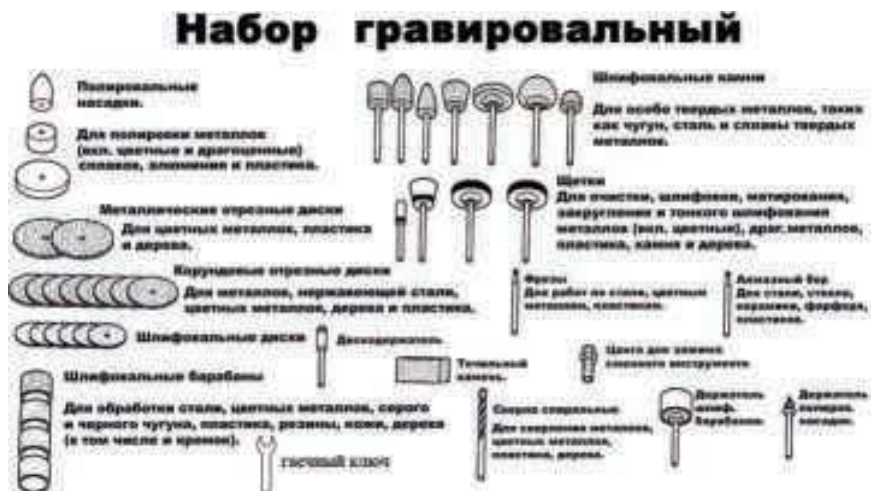 Набор гравировальный
Полировальные
насадки.
Для полировки металлов
(вкл. цветные и драгоценные)
сплавов, алюминия и пластика.
Шлифовальные камни
Для особо твердых металлов, таких
как чугун, сталь и сплавы твердых
металлов.
Щетки
Для очистки, шлифовки, матирования,
закругления и тонкого шлифования
металлов (вкл. цветные), драг.металлов,
пластика, камня и дерева.
Металлические отрезные диски
Для цветных металлов, пластика
и дерева.
Корундовые отрезные диски
Для металлов, нержавеющей стали,
цветных металлов, дерева и пластика.
Фрезы
Для работ по стали, цветным
металлам, пластикам.
Алмазный бор
Для стали, стекла,
керамики, фарфора,
пластиков.
Шлифовальные диски
Дискодержатель
Точильный
камень.
Цанга для зажима
сменного инструмента
Шлифовальные барабаны
Для обработки стали, цветных металлов, серого
и черного чугуна, пластика, резины, кожи, дерева
(в том числе и кромок).
гаечный ключ
Сверло спиральное
Для сверления металлов,
цветных металлов,
пластика, дерева.
Держатель
шлиф.
барабанов.
Держатель
полиров.
насадок.